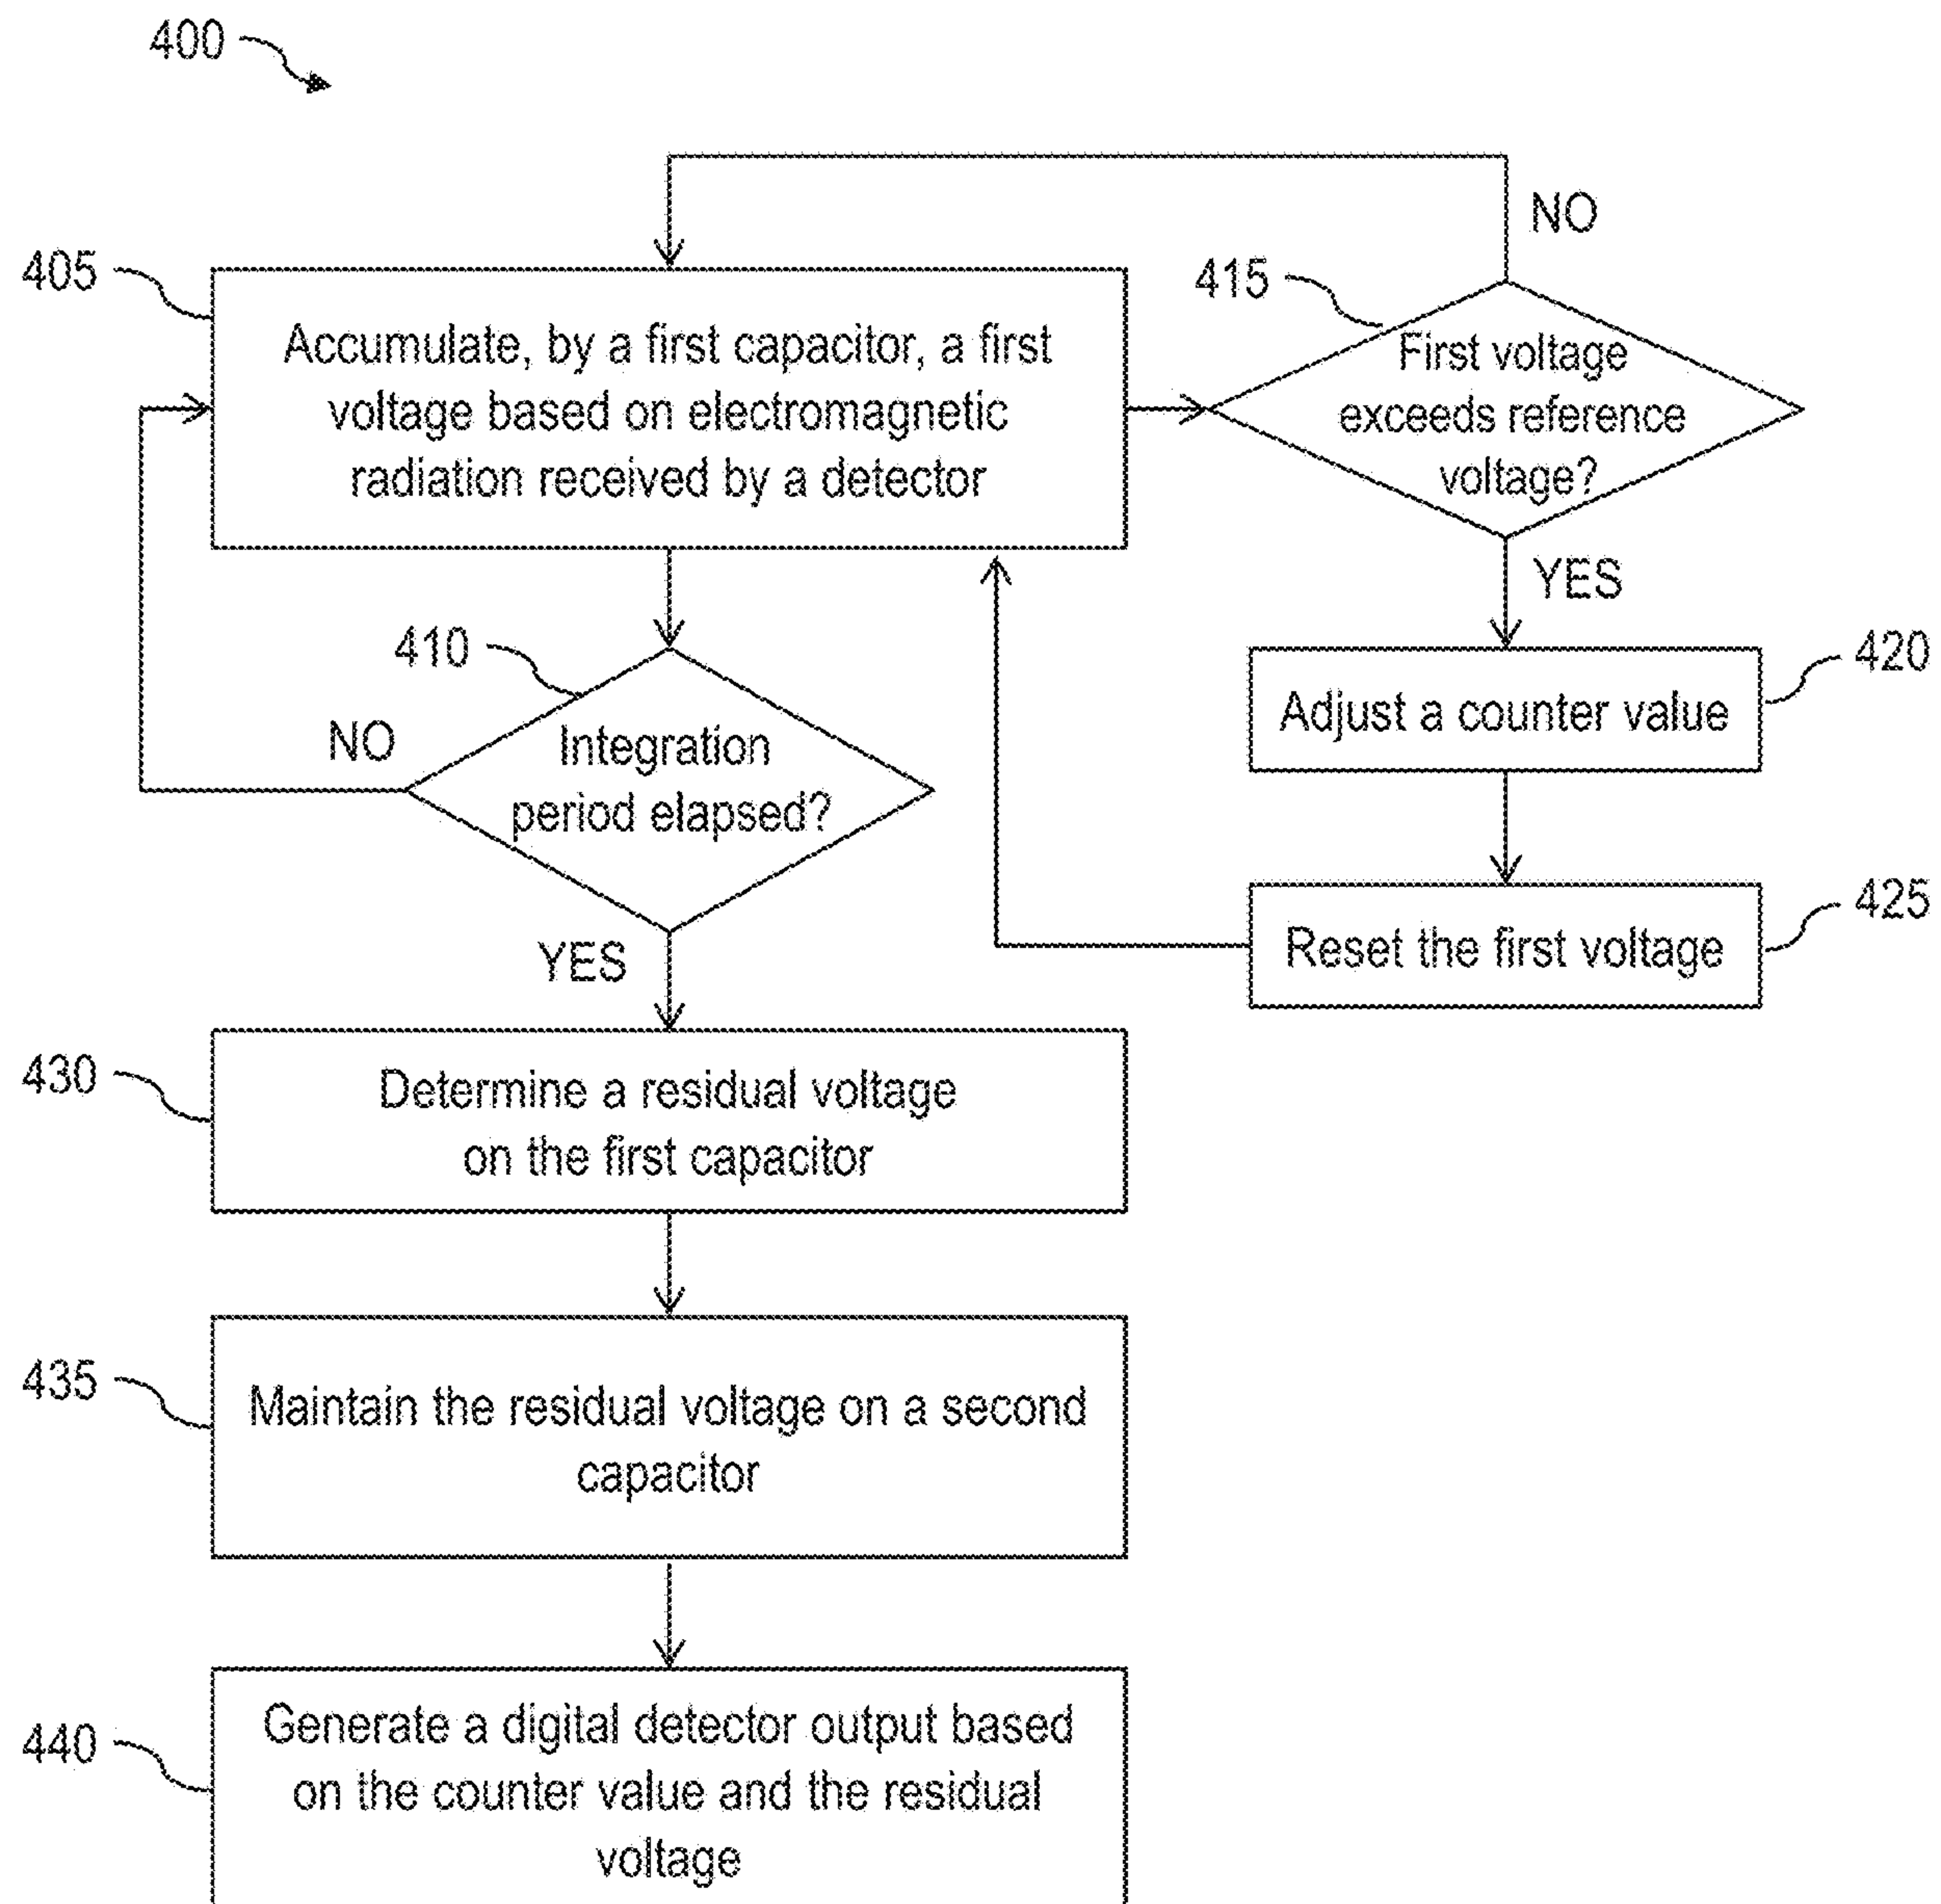 400
NO
405
415
Accumulate, by a first capacitor, a first
voltage based on electromagnetic
radiation received by a detector
First voltage
exceeds reference
voltage?
YES
410
420
NO
Integration
period elapsed?
Adjust a counter value
425
YES
Reset the first voltage
430
Determine a residual voltage
on the first capacitor
435
Maintain the residual voltage on a second
capacitor
440
Generate a digital detector output based
on the counter value and the residual
voltage